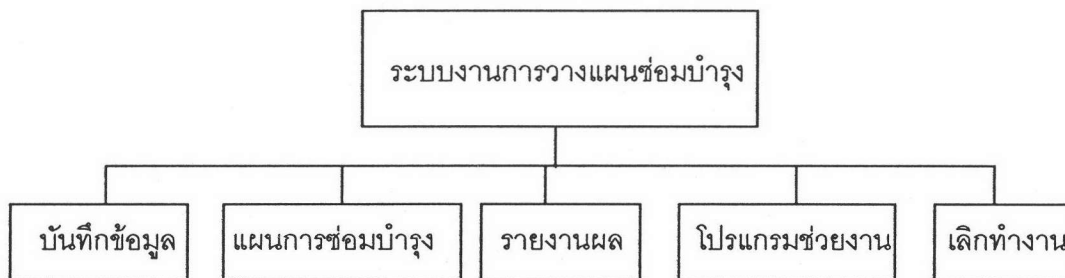 ระบบงานการวางแผนซ่อมบำรุง
บันทึกข้อมูล
แผนการซ่อมบำรุง
รายงานผล
โปรแกรมช่วยงาน
เลิกทำงาน